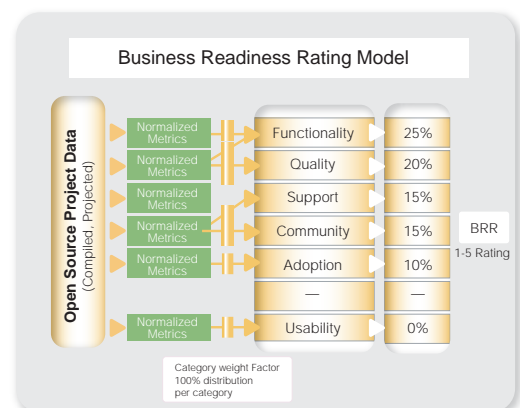 Business Readiness Rating Model
Open Source Project Data
(Compiled, Projected)
Normalized
Metrics
Functionality
25%
Normalized
Metrics
Quality
20%
Normalized
Metrics
Support
15%
Normalized
Metrics
Community
15%
Normalized
Metrics
Adoption
10%
—
—
Normalized
Metrics
Usability
0%
BRR
1-5 Rating
Category weight Factor
100% distribution
per category